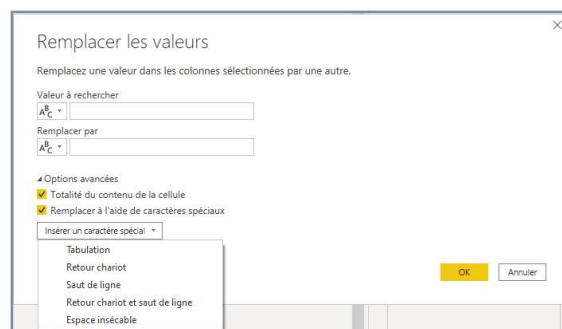 Remplacer les valeurs
Remplacez une valeur dans les colonnes sélectionnées par une autre.
Valeur à rechercher
ABC
Remplacer par
ABC
Options avancées
Totalité du contenu de la cellule
Remplacer à l'aide de caractères spéciaux
Insérer un caractère spécial
Tabulation
Retour chariot
Saut de ligne
Retour chariot et saut de ligne
Espace insécable
OK Annuler